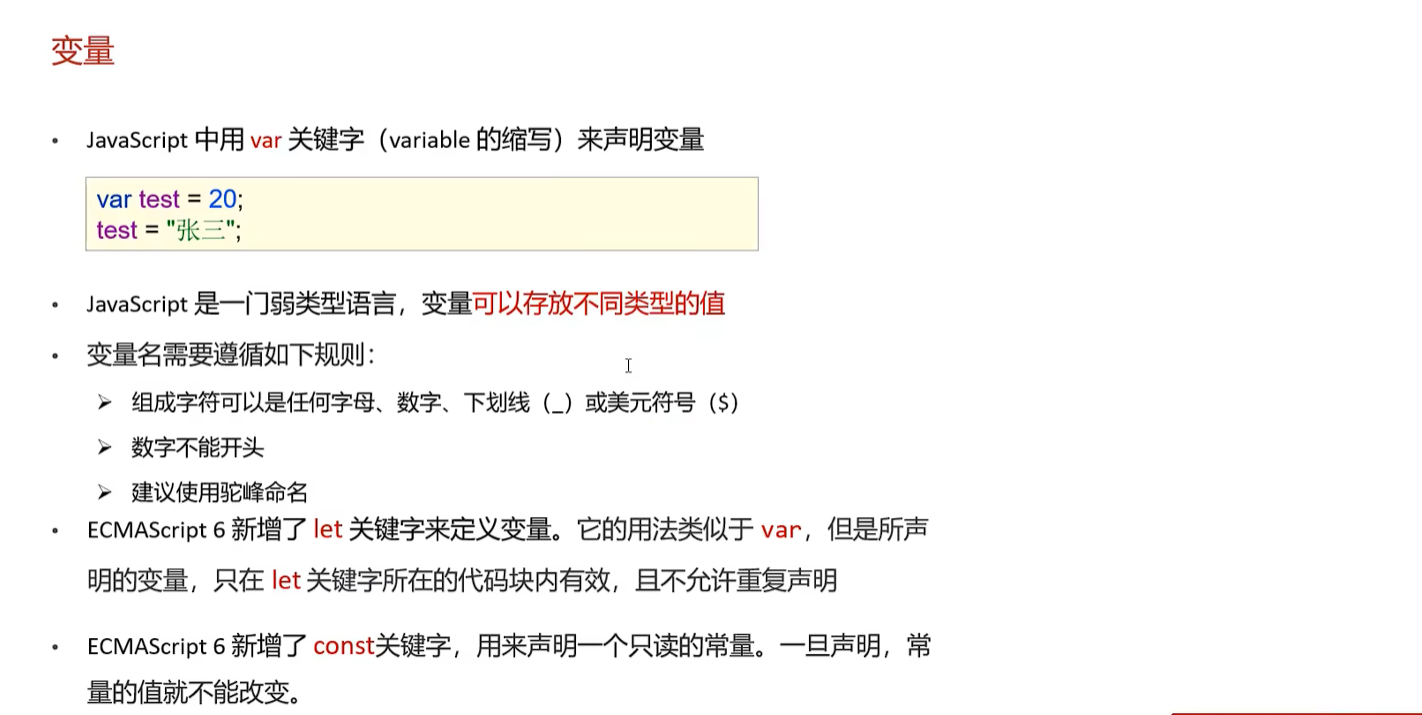 变量
• JavaScript 中用 var 关键字（variable 的缩写）来声明变量
var test = 20;
test = "张三";
• JavaScript 是一门弱类型语言，变量可以存放不同类型的值
• 变量名需要遵循如下规则：
➢ 组成字符可以是任何字母、数字、下划线（_）或美元符号（$）
➢ 数字不能开头
➢ 建议使用驼峰命名
• ECMAScript 6 新增了 let 关键字来定义变量。它的用法类似于 var，但是所声
明的变量，只在 let 关键字所在的代码块内有效，且不允许重复声明
• ECMAScript 6 新增了 const关键字，用来声明一个只读的常量。一旦声明，常
量的值就不能改变。